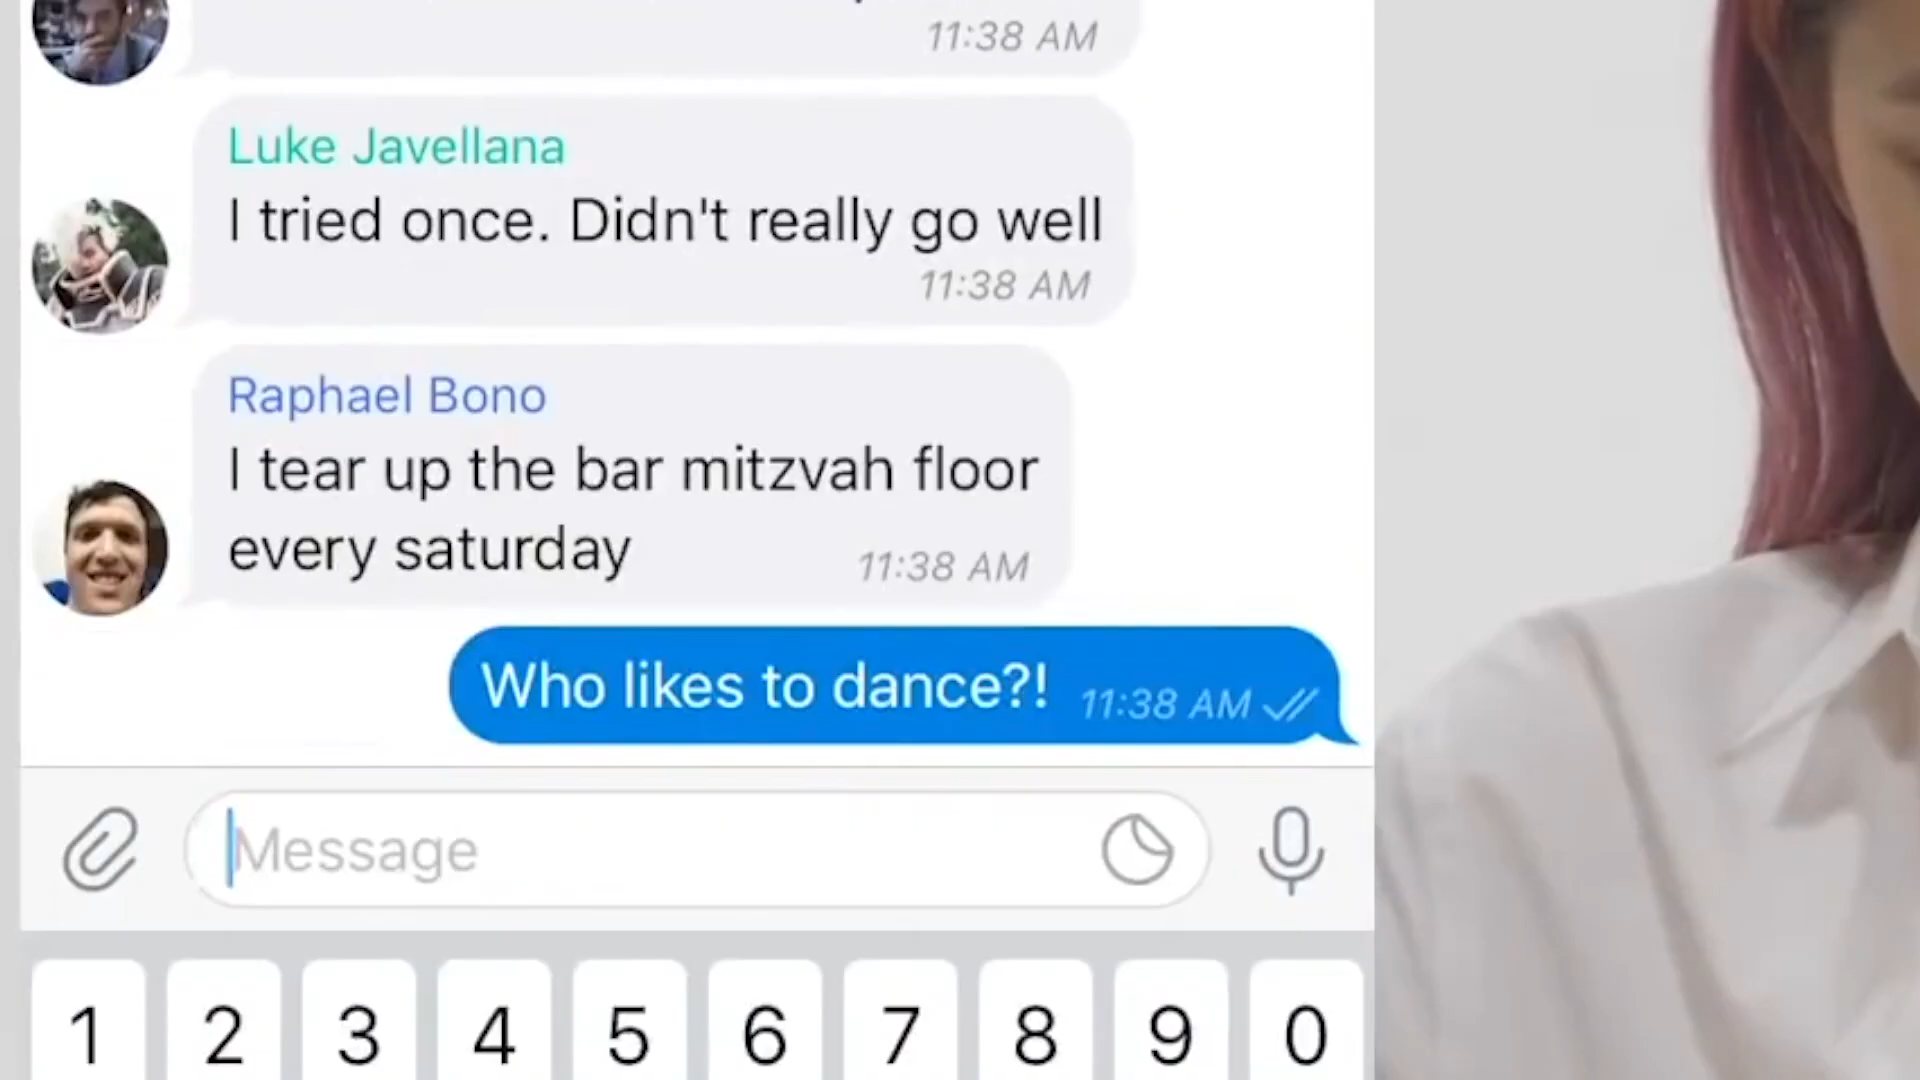 11:38 AM
Luke Javellana
I tried once. Didn't really go well
11:38 AM
Raphael Bono
I tear up the bar mitzvah floor
every saturday
11:38 AM
Who likes to dance?! 11:38 AM
Message
1 2 3 4 5 6 7 8 9 0